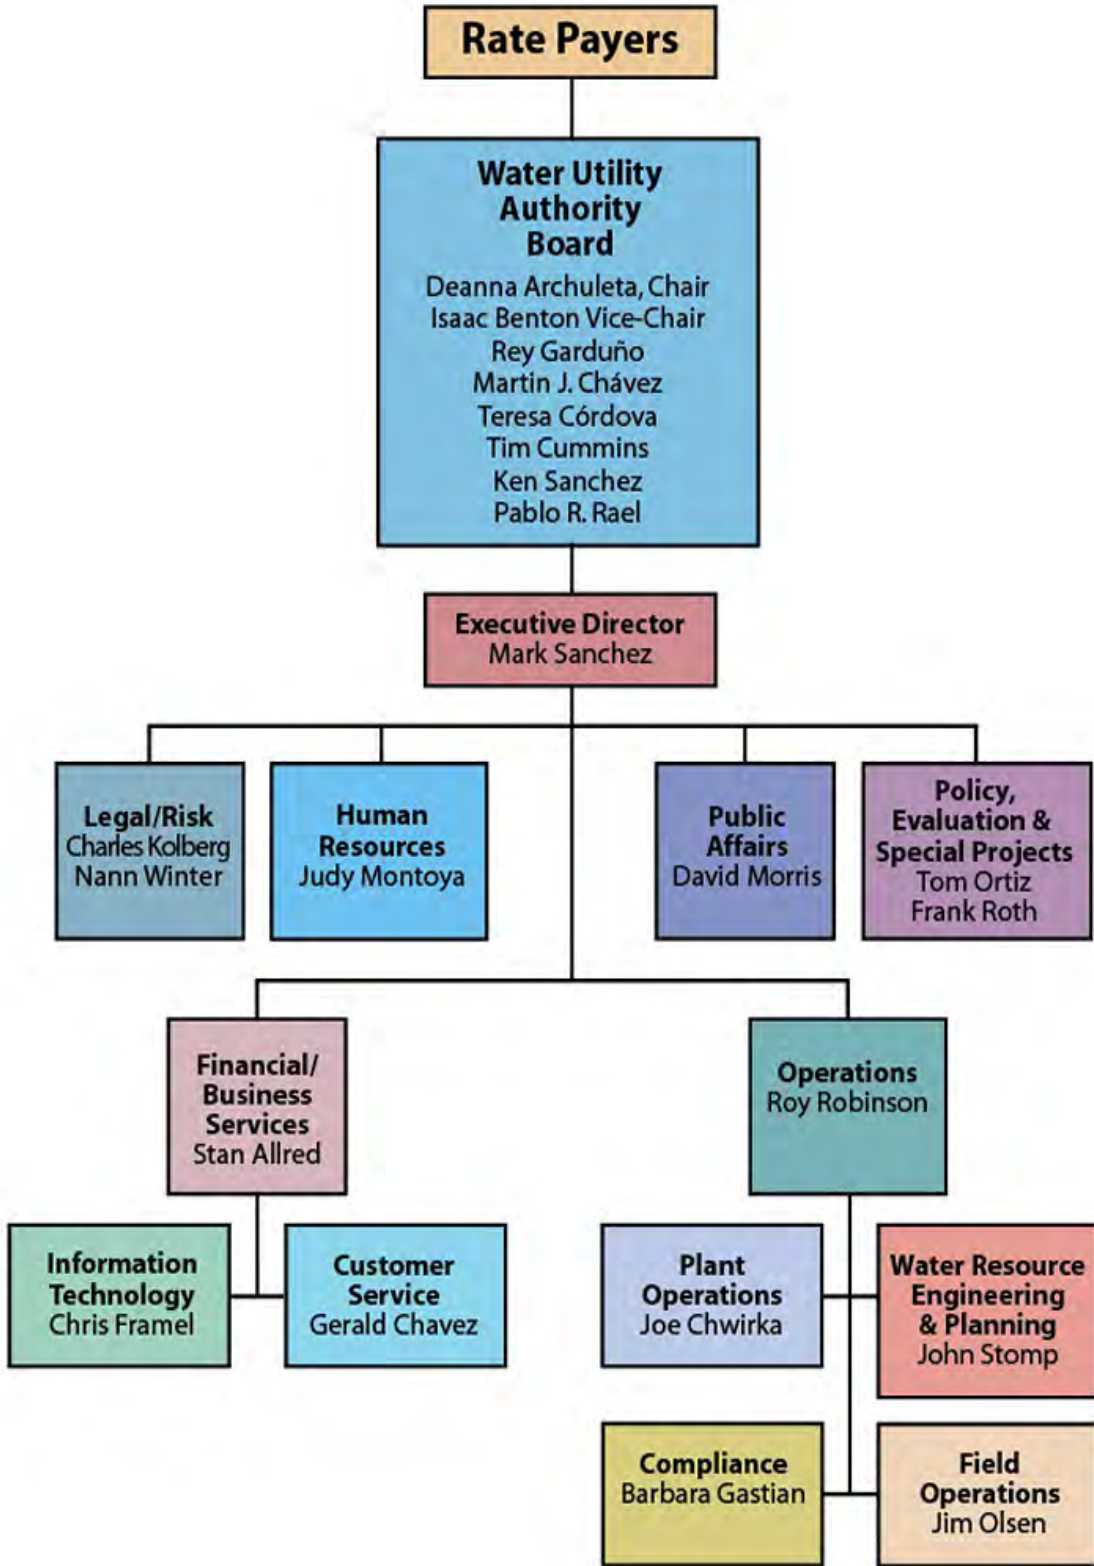 Rate Payers
Water Utility
Authority
Board
Deanna Archuleta, Chair
Isaac Benton Vice-Chair
Rey Garduño
Martin J. Chávez
Teresa Córdova
Tim Cummins
Ken Sanchez
Pablo R. Rael
Executive Director
Mark Sanchez
Legal/Risk
Charles Kolberg
Nann Winter
Human
Resources
Judy Montoya
Public
Affairs
David Morris
Policy,
Evaluation &
Special Projects
Tom Ortiz
Frank Roth
Financial/
Business
Services
Stan Allred
Operations
Roy Robinson
Information
Technology
Chris Framel
Customer
Service
Gerald Chavez
Plant
Operations
Joe Chwirka
Water Resource
Engineering
& Planning
John Stomp
Compliance
Barbara Gastian
Field
Operations
Jim Olsen